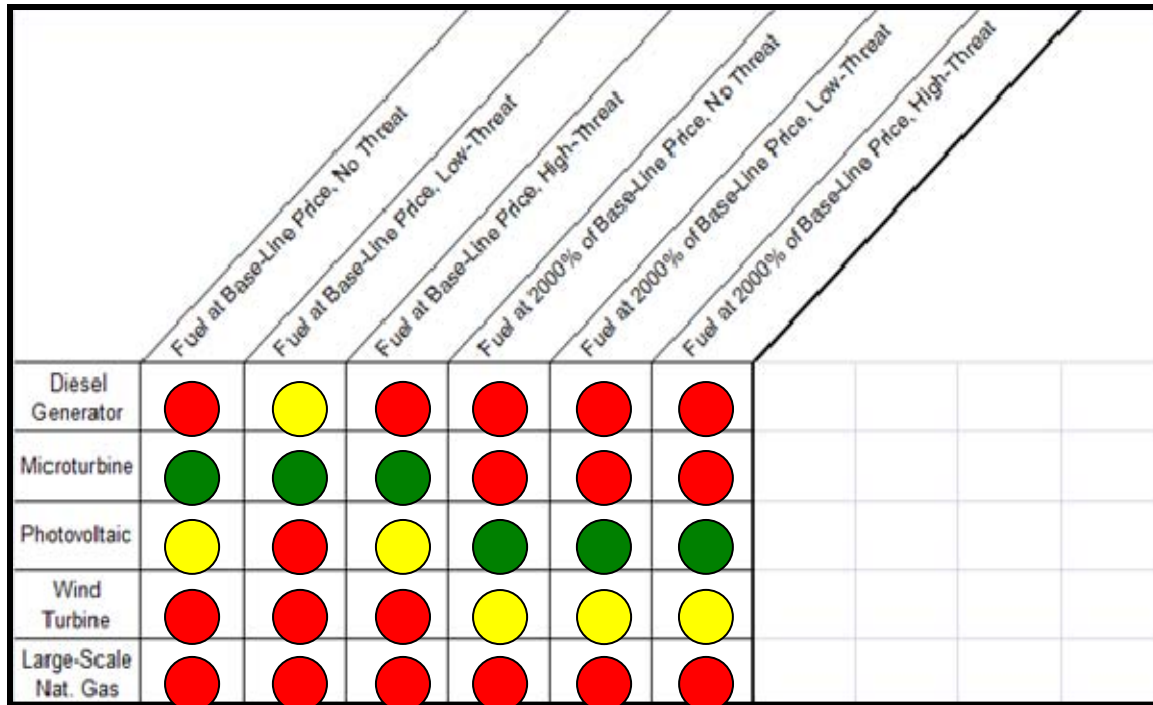 Fuel at Base-Line Price, No Threat
Fuel at Base-Line Price, Low-Threat
Fuel at Base-Line Price, High-Threat
Fuel at 2000% of Base-Line Price, No Threat
Fuel at 2000% of Base-Line Price, Low-Threat
Fuel at 2000% of Base-Line Price, High-Threat
Diesel
Generator
Microturbine
Photovoltaic
Wind
Turbine
Large-Scale
Nat. Gas